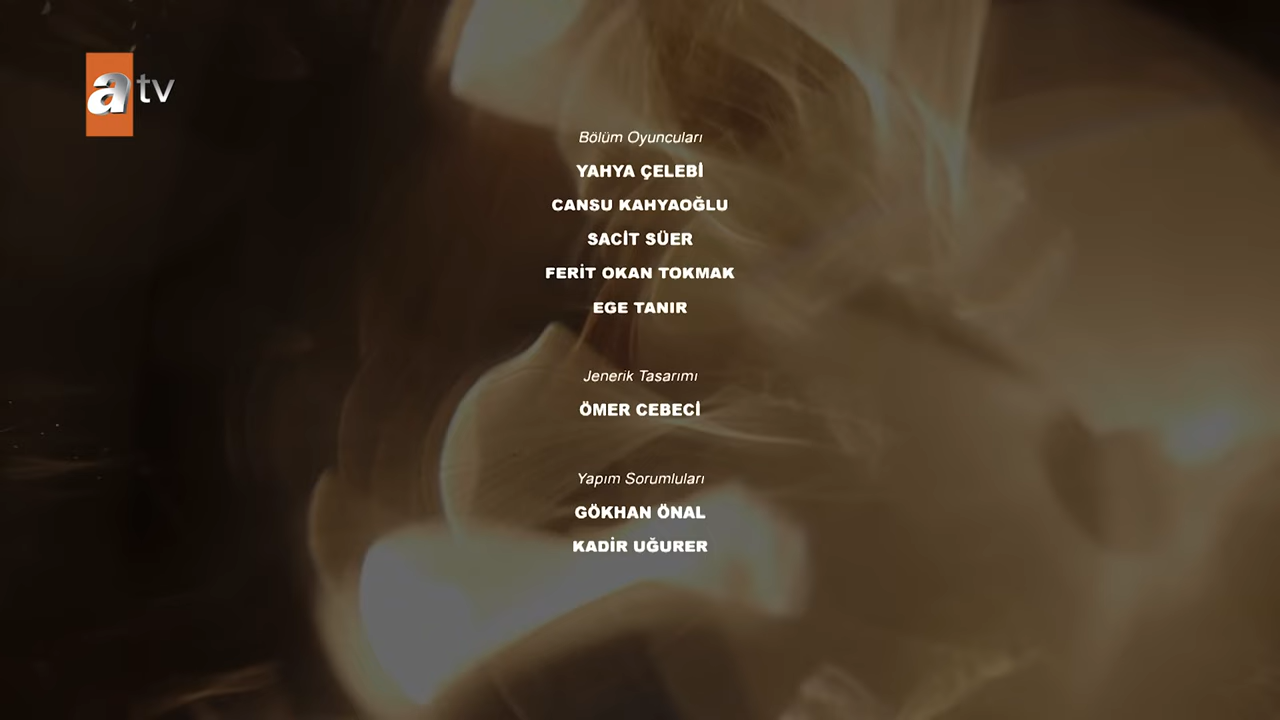 atv
Bölüm Oyuncuları
YAHYA ÇELEBİ
CANSU KAHYAOĞLU
SACİT SÜER
FERİT OKAN TOKMAK
EGE TANIR
Jenerik Tasarımı
ÖMER CEBECİ
Yapım Sorumluları
GÖKHAN ÖNAL
KADİR UĞURER